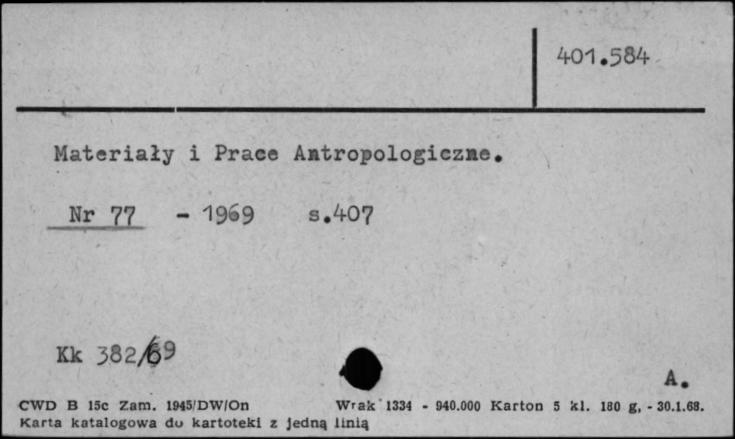 401.584
Materiały i Prace Antropologiczne.
Nr 77 - 1969 s.407
Kk 382/69
A.
CWD B 15c Zam. 1945/DW/On Wrak 1334 - 940.000 Karton 5 kl. 180 g, - 30.1.68.
Karta katalogowa do kartoteki z jedną linią